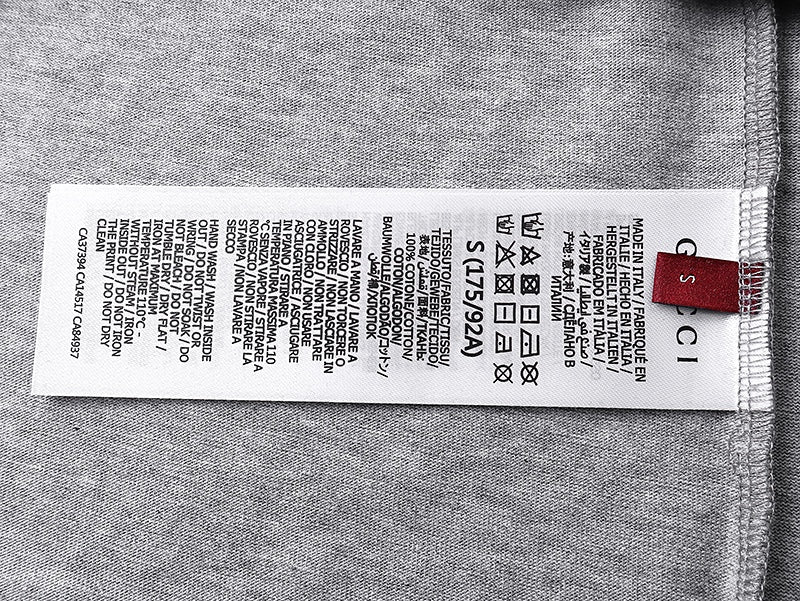 GUCCI
S
MADE IN ITALY / FABRIQUÉ EN
ITALIE / HECHO EN ITALIA /
HERGESTELLT IN ITALIEN /
FABRICADO EM ITÁLIA /
イタリア製 / صنع في إيطاليا /
产地:意大利 / СДЕЛАНО В
ИТАЛИИ
S (175/92A)
TESSUTO/FABRIC/TISSU/
TEJIDO/GEWEBE/TECIDO/
表地/قماش/面料/ТКАНЬ
100% COTONE/COTTON/
COTON/ALGODON/
BAUMWOLLE/ALGODÃO/コットン/
قطن/棉/ХЛОПОК
LAVARE A MANO / LAVARE A
ROVESCIO / NON TORCERE O
STRIZZARE / NON LASCIARE IN
AMMOLLO / NON TRATTARE
COL CLORO / NON USARE
ASCIUGATRICE / ASCIUGARE
IN PIANO / STIRARE A
TEMPERATURA MASSIMA 110
°C SENZA VAPORE / STIRARE A
ROVESCIO / NON STIRARE LA
STAMPA / NON LAVARE A
SECCO
HAND WASH / WASH INSIDE
OUT / DO NOT TWIST OR
WRING / DO NOT SOAK / DO
NOT BLEACH / DO NOT
TUMBLE DRY / DRY FLAT /
IRON AT MAXIMUM
TEMPERATURE 110°C -
WITHOUT STEAM / IRON
INSIDE OUT / DO NOT IRON
THE PRINT / DO NOT DRY
CLEAN
CA37394 CA14517 CA84937